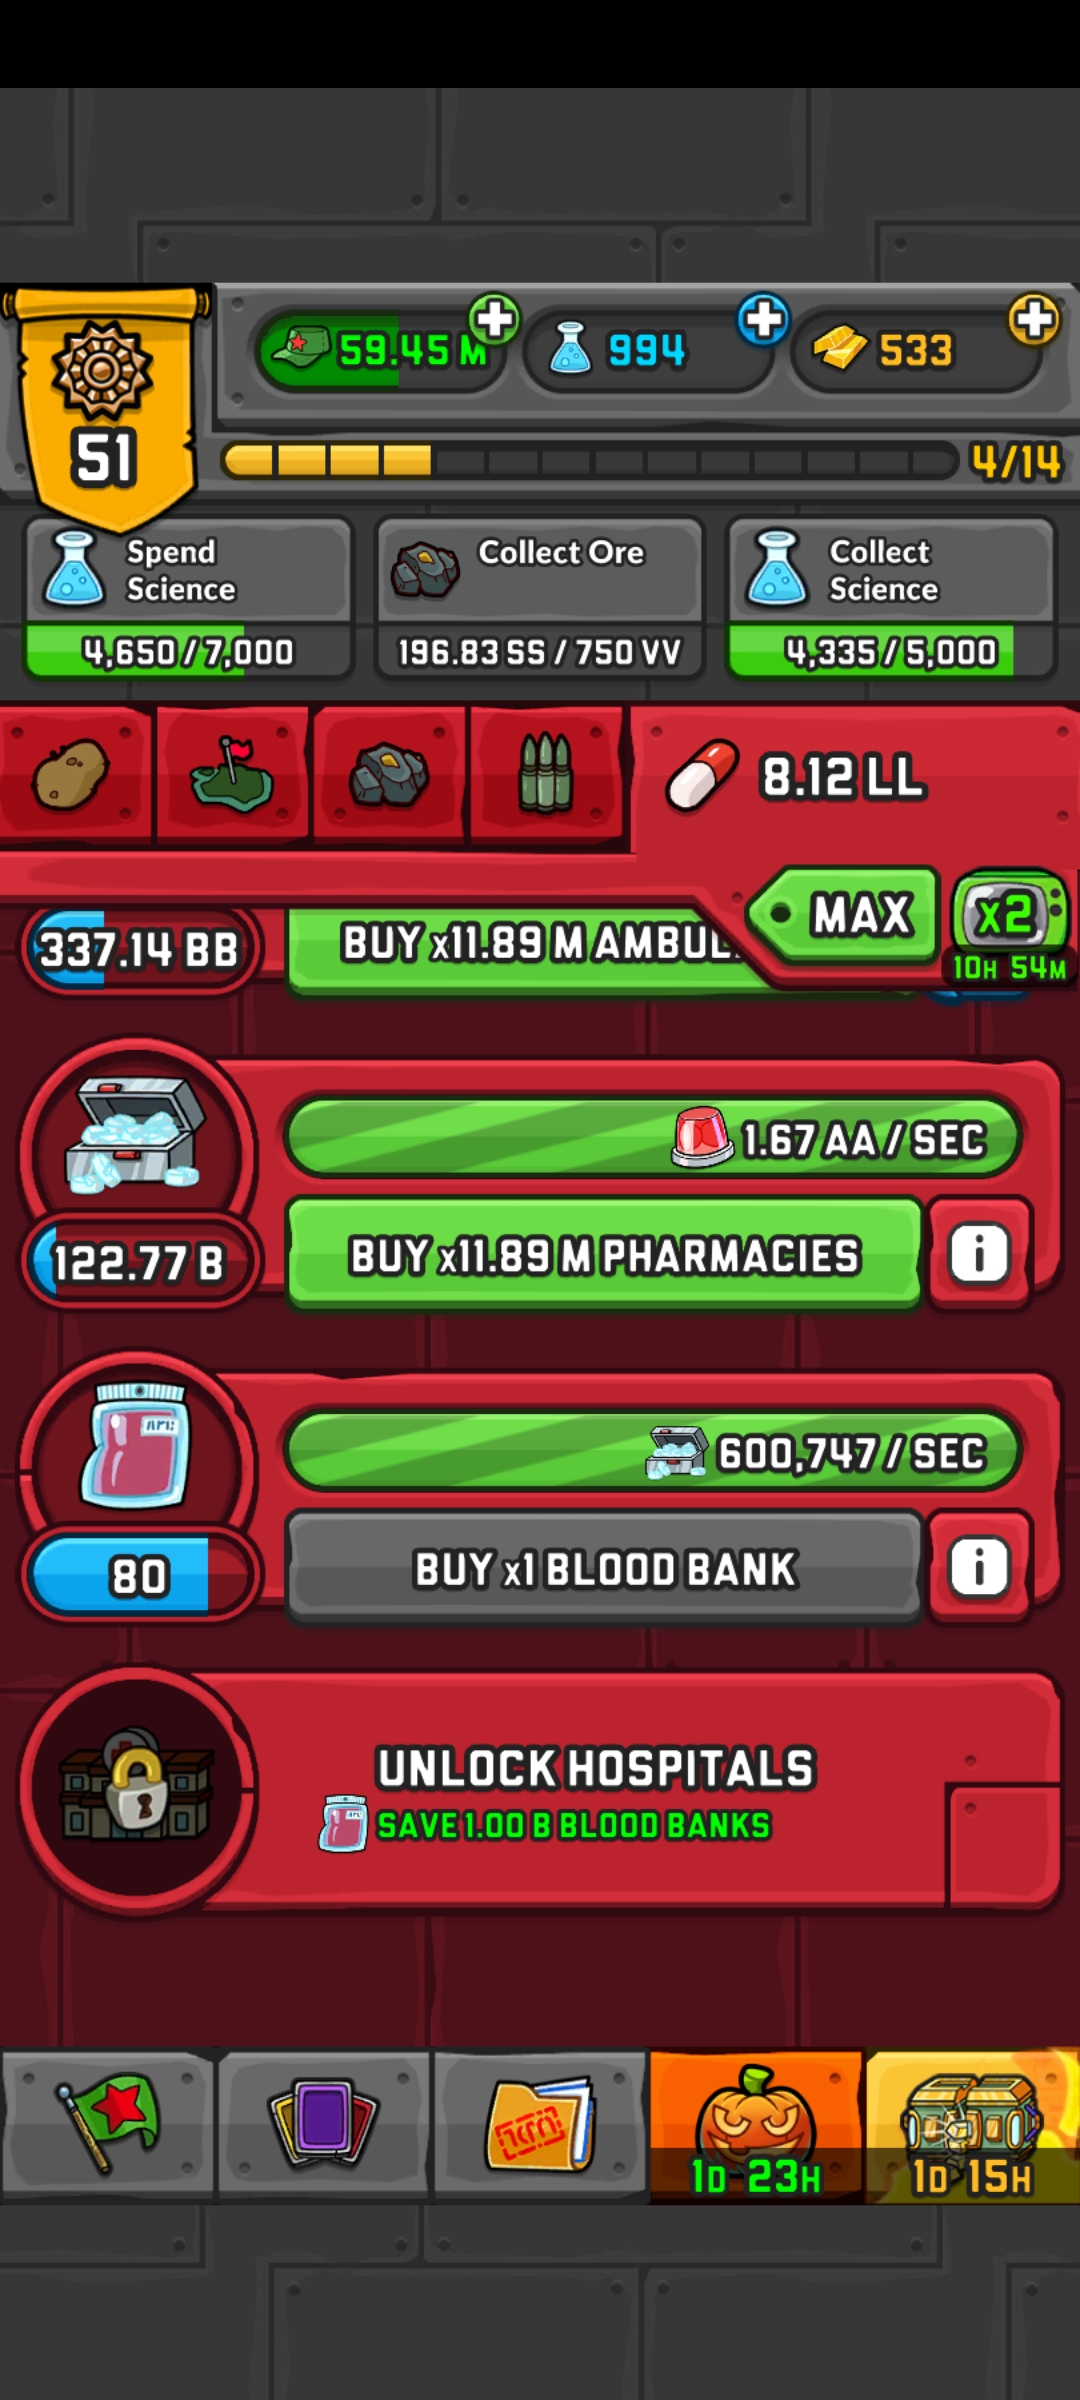 59.45 M
994
533
51
4/14
Spend
Science
4,650 / 7,000
Collect Ore
196.83 SS / 750 VV
Collect
Science
4,335 / 5,000
8.12 LL
MAX
x2
10H 54M
337.14 BB
BUY x11.89 M AMBUL.
1.67 AA / SEC
122.77 B
BUY x11.89 M PHARMACIES
i
600,747 / SEC
80
BUY x1 BLOOD BANK
i
UNLOCK HOSPITALS
SAVE 1.00 B BLOOD BANKS
1D 23H
1D 15H